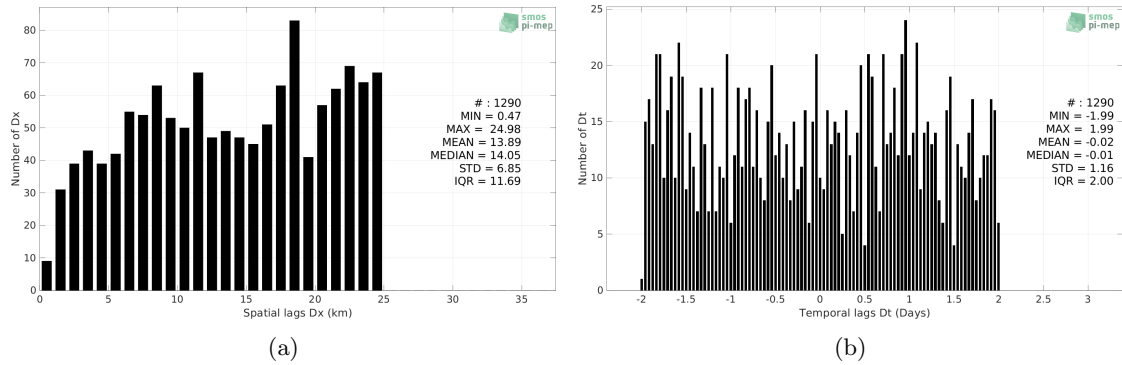 smos
pi-mep
80
70
60
50
40
30
20
10
0
Number of Dx
# : 1290
MIN = 0.47
MAX = 24.98
MEAN = 13.89
MEDIAN = 14.05
STD = 6.85
IQR = 11.69
0 5 10 15 20 25 30 35
Spatial lags Dx (km)
(a)
smos
pi-mep
25
20
15
10
5
0
Number of Dt
# : 1290
MIN = -1.99
MAX = 1.99
MEAN = -0.02
MEDIAN = -0.01
STD = 1.16
IQR = 2.00
-2 -1.5 -1 -0.5 0 0.5 1 1.5 2 2.5 3
Temporal lags Dt (Days)
(b)